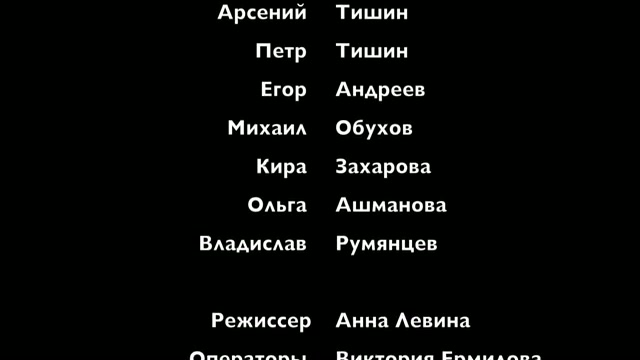 Арсений Тишин
Петр Тишин
Егор Андреев
Михаил Обухов
Кира Захарова
Ольга Ашманова
Владислав Румянцев
Режиссер Анна Левина
Операторы Виктория Ермилова